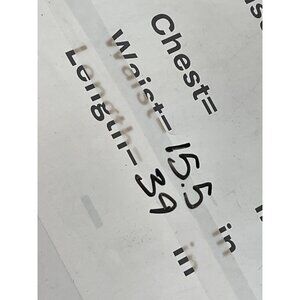 Chest=
Waist= 15.5 in
Length= 39 in